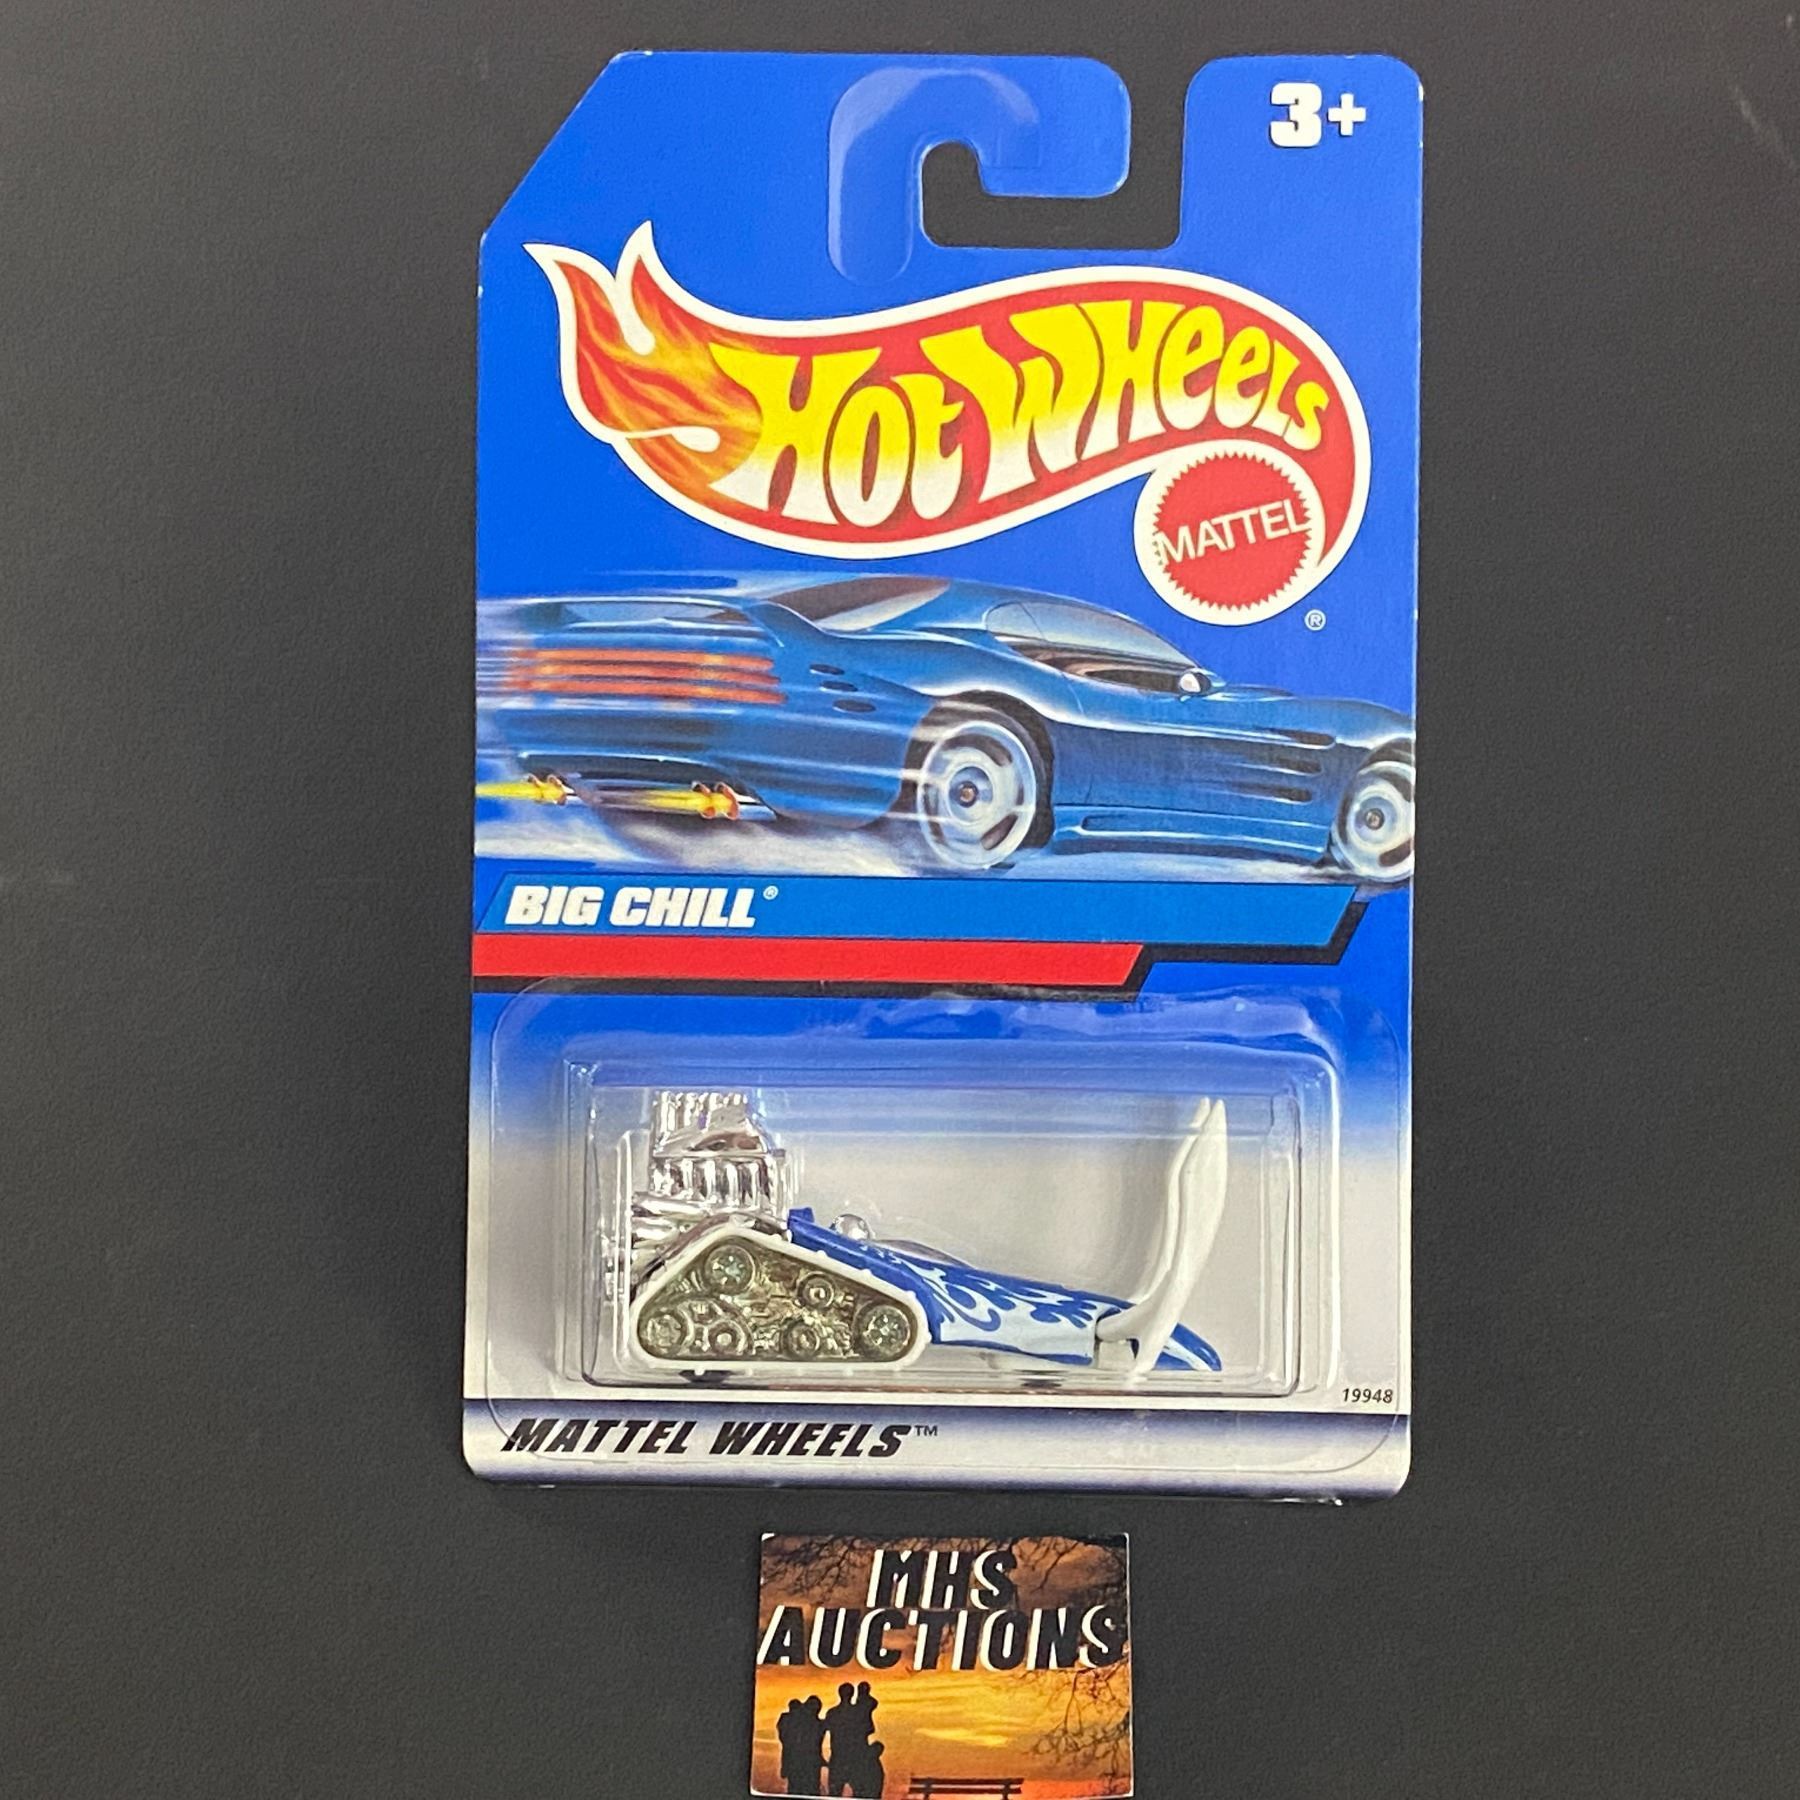 3+
Hot Wheels
MATTEL
®
BIG CHILL®
19948
MATTEL WHEELS™
MHS
AUCTIONS